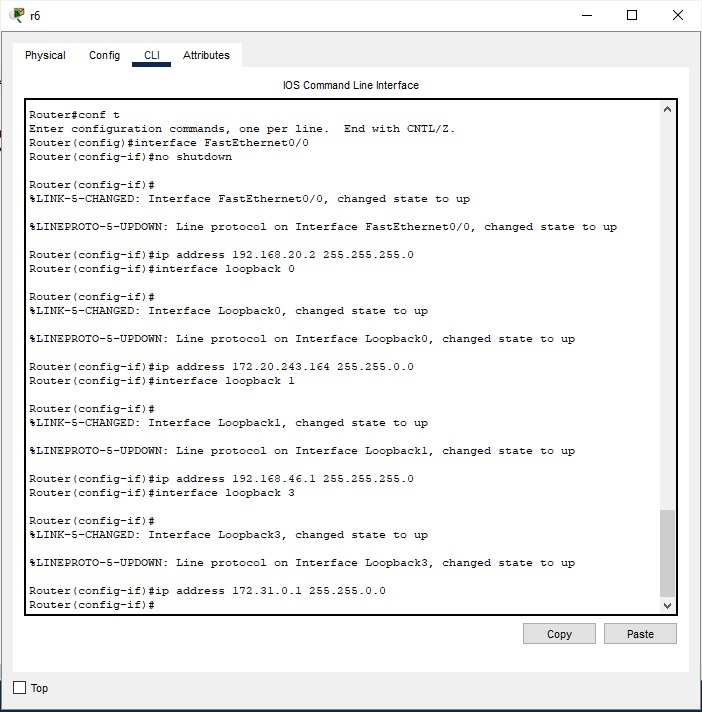 r6
Physical Config CLI Attributes
IOS Command Line Interface
Router#conf t
Enter configuration commands, one per line.  End with CNTL/Z.
Router(config)#interface FastEthernet0/0
Router(config-if)#no shutdown
Router(config-if)#
%LINK-5-CHANGED: Interface FastEthernet0/0, changed state to up
%LINEPROTO-5-UPDOWN: Line protocol on Interface FastEthernet0/0, changed state to up
Router(config-if)#ip address 192.168.20.2 255.255.255.0
Router(config-if)#interface loopback 0
Router(config-if)#
%LINK-5-CHANGED: Interface Loopback0, changed state to up
%LINEPROTO-5-UPDOWN: Line protocol on Interface Loopback0, changed state to up
Router(config-if)#ip address 172.20.243.164 255.255.0.0
Router(config-if)#interface loopback 1
Router(config-if)#
%LINK-5-CHANGED: Interface Loopback1, changed state to up
%LINEPROTO-5-UPDOWN: Line protocol on Interface Loopback1, changed state to up
Router(config-if)#ip address 192.168.46.1 255.255.255.0
Router(config-if)#interface loopback 3
Router(config-if)#
%LINK-5-CHANGED: Interface Loopback3, changed state to up
%LINEPROTO-5-UPDOWN: Line protocol on Interface Loopback3, changed state to up
Router(config-if)#ip address 172.31.0.1 255.255.0.0
Router(config-if)#
Copy Paste
Top